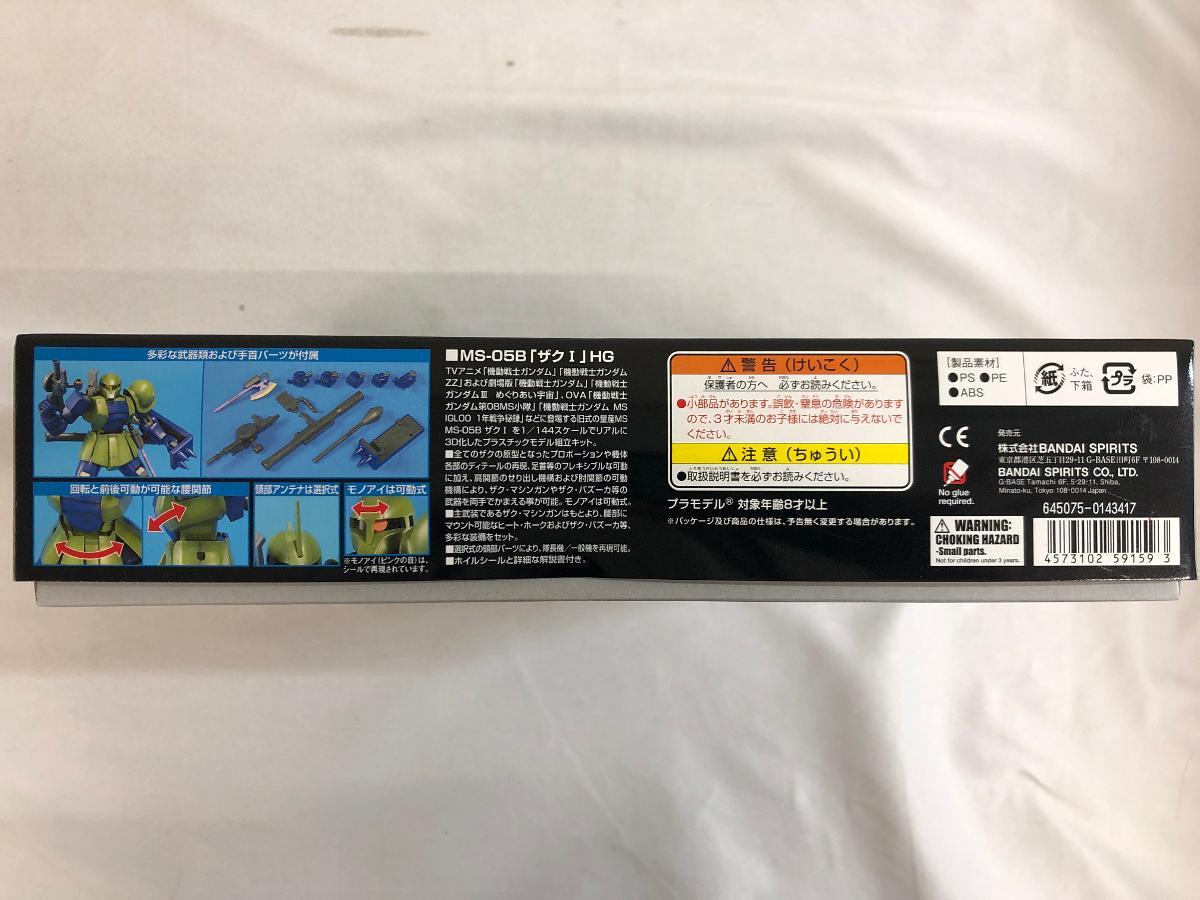 多彩な武器類および手首パーツが付属
回転と前後可動が可能な腰関節
頭部アンテナは選択式
モノアイは可動式
※モノアイ(ピンクの目)は、
シールで再現されています。
■MS-05B「ザクⅠ」HG
TVアニメ「機動戦士ガンダム」「機動戦士ガンダム
ZZ」および劇場版「機動戦士ガンダム」「機動戦士
ガンダムⅢ めぐりあい宇宙」、OVA「機動戦士
ガンダム第08MS小隊」「機動戦士ガンダム MS
IGLOO 1年戦争秘録」などに登場する旧式の量産MS
MS-05B ザクⅠを1/144スケールでリアルに
3D化したプラスチックモデル組立キット。
■全てのザクの原型となったプロポーションや機体
各部のディテールの再現、足首等のフレキシブルな可動
に加え、肩関節のせり出し機構および肘関節の可動
機構により、ザク・マシンガンやザク・バズーカ等の
武器を両手でかまえる事が可能。モノアイは可動式。
■主武装であるザク・マシンガンはもとより、腰部に
マウント可能なヒート・ホークおよびザク・バズーカ等、
多彩な装備をセット。
■選択式の頭部パーツにより、隊長機/一般機を再現可能。
■ホイルシールと詳細な解説書付き。
警告(けいこく)
保護者の方へ 必ずお読みください。
●小部品があります。誤飲・窒息の危険があります
ので、3才未満のお子様には絶対に与えないで
ください。
注意(ちゅうい)
●取扱説明書を必ずお読みください。
プラモデル® 対象年齢8才以上
※パッケージ及び商品の仕様は、予告無く変更する場合があります。
[製品素材]
●PS ●PE
●ABS
紙 ふた、
下箱
プラ 袋:PP
CE
No glue
required.
発売元
株式会社BANDAI SPIRITS
東京都港区芝五丁目29-11 G-BASE田町6F 〒108-0014
BANDAI SPIRITS CO., LTD.
G-BASE Tamachi 6F, 5-29-11, Shiba,
Minato-ku, Tokyo 108-0014 Japan
645075-0143417
WARNING:
CHOKING HAZARD
-Small parts.
Not for children under 3 years.
4573102 59159 3